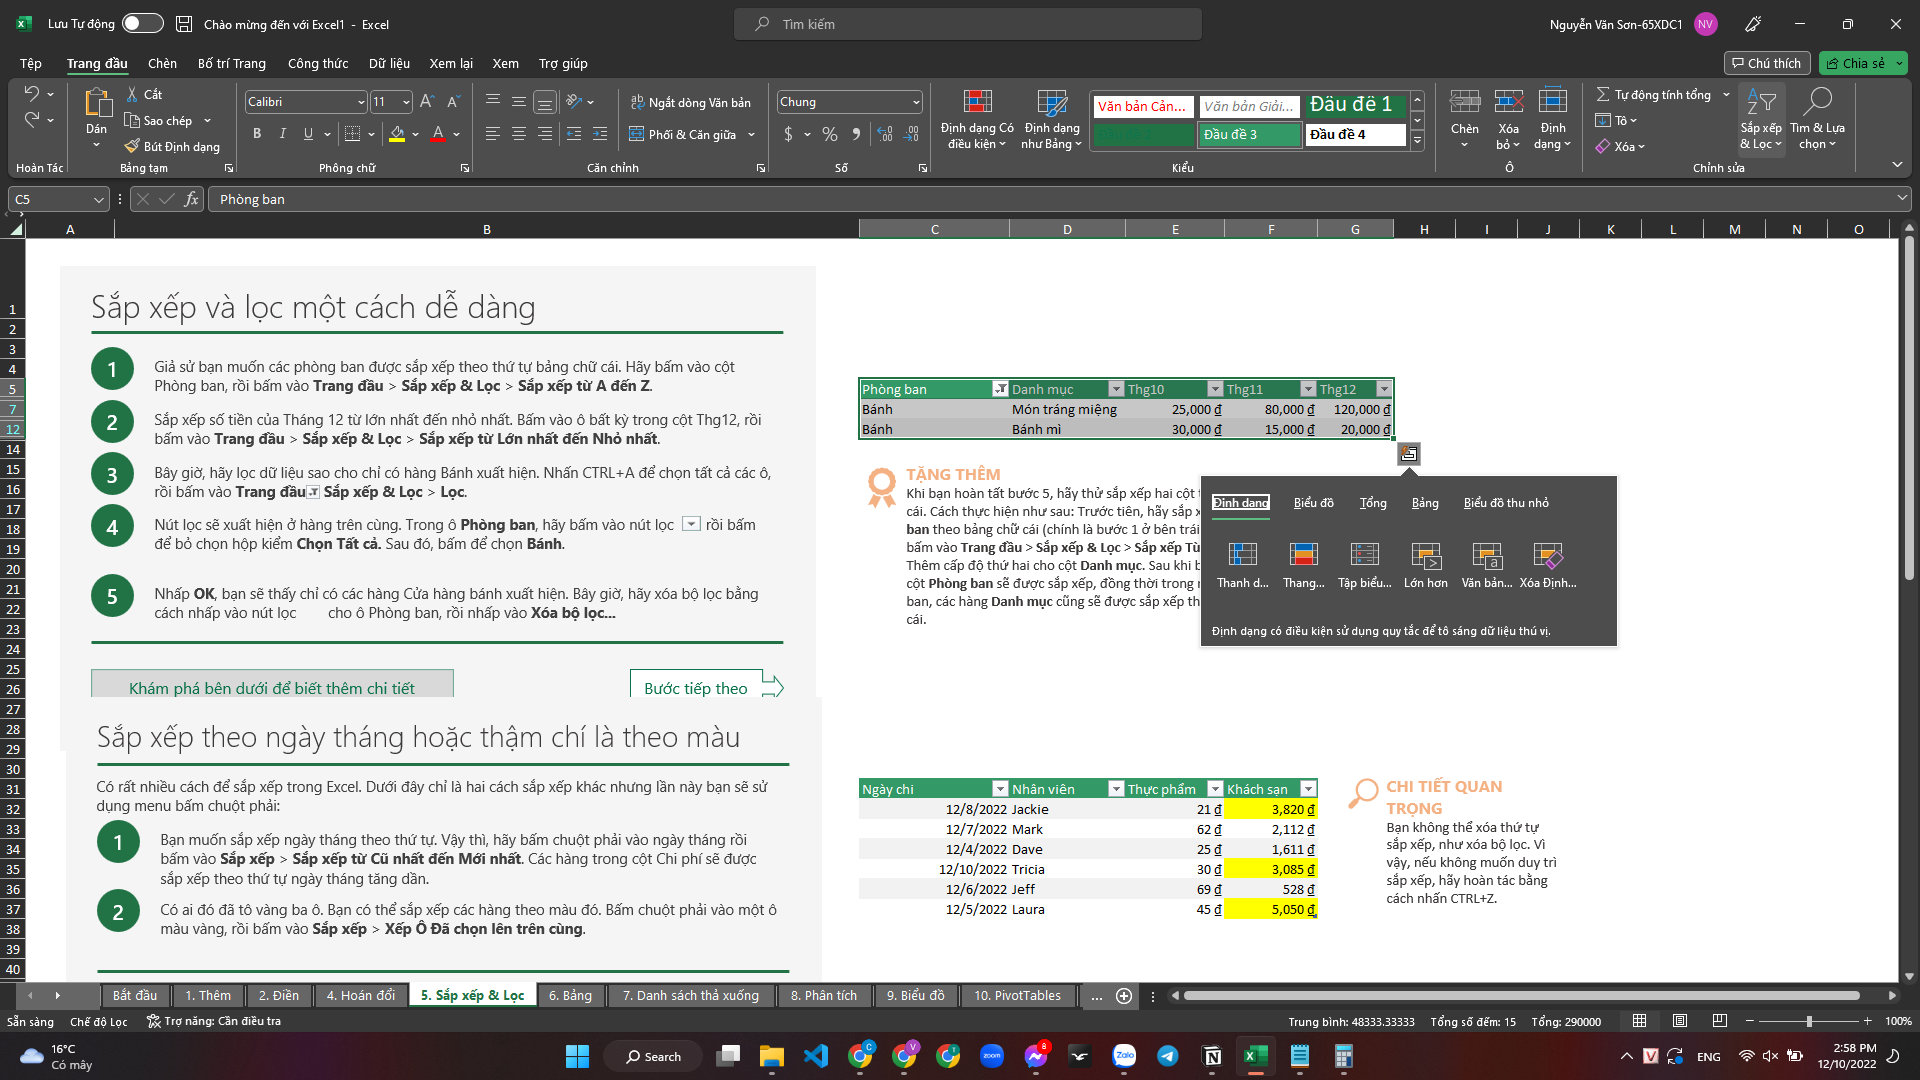 Lưu Tự động
Chào mừng đến với Excel1 - Excel
Tìm kiếm
Nguyễn Văn Sơn-65XDC1
NV
Tệp
Trang đầu
Chèn
Bố trí Trang
Công thức
Dữ liệu
Xem lại
Xem
Trợ giúp
Chú thích
Chia sẻ
Hoàn Tác
Dán
Cắt
Sao chép
Bút Định dạng
Bảng tạm
Calibri
11
Phông chữ
Ngắt dòng Văn bản
Phối & Căn giữa
Căn chỉnh
Chung
Số
Định dạng Có điều kiện
Định dạng như Bảng
Văn bản Cản...
Văn bản Giải...
Đầu đề 1
Đầu đề 3
Đầu đề 4
Kiểu
Chèn
Xóa bỏ
Định dạng
Ô
Tự động tính tổng
Tô
Xóa
Sắp xếp & Lọc
Tìm & Lựa chọn
Chỉnh sửa
C5
Phòng ban
A B C D E F G H I J K L M N O
1
2
3
4
5
7
12
14
15
16
17
18
19
20
21
22
23
24
25
26
27
28
29
30
31
32
33
34
35
36
37
38
39
40
Sắp xếp và lọc một cách dễ dàng
1
Giả sử bạn muốn các phòng ban được sắp xếp theo thứ tự bảng chữ cái. Hãy bấm vào cột
Phòng ban, rồi bấm vào Trang đầu > Sắp xếp & Lọc > Sắp xếp từ A đến Z.
2
Sắp xếp số tiền của Tháng 12 từ lớn nhất đến nhỏ nhất. Bấm vào ô bất kỳ trong cột Thg12, rồi
bấm vào Trang đầu > Sắp xếp & Lọc > Sắp xếp từ Lớn nhất đến Nhỏ nhất.
3
Bây giờ, hãy lọc dữ liệu sao cho chỉ có hàng Bánh xuất hiện. Nhấn CTRL+A để chọn tất cả các ô,
rồi bấm vào Trang đầu Sắp xếp & Lọc > Lọc.
4
Nút lọc sẽ xuất hiện ở hàng trên cùng. Trong ô Phòng ban, hãy bấm vào nút lọc rồi bấm
để bỏ chọn hộp kiểm Chọn Tất cả. Sau đó, bấm để chọn Bánh.
5
Nhấp OK, bạn sẽ thấy chỉ có các hàng Cửa hàng bánh xuất hiện. Bây giờ, hãy xóa bộ lọc bằng
cách nhấp vào nút lọc cho ô Phòng ban, rồi nhấp vào Xóa bộ lọc...
Khám phá bên dưới để biết thêm chi tiết
Bước tiếp theo
Phòng ban Danh mục Thg10 Thg11 Thg12
Bánh Món tráng miệng 25,000 ₫ 80,000 ₫ 120,000 ₫
Bánh Bánh mì 30,000 ₫ 15,000 ₫ 20,000 ₫
TẶNG THÊM
Khi bạn hoàn tất bước 5, hãy thử sắp xếp hai cột
cái. Cách thực hiện như sau: Trước tiên, hãy sắp
ban theo bảng chữ cái (chính là bước 1 ở bên trái
bấm vào Trang đầu > Sắp xếp & Lọc > Sắp xếp
Thêm cấp độ thứ hai cho cột Danh mục. Sau khi
cột Phòng ban sẽ được sắp xếp, đồng thời trong
ban, các hàng Danh mục cũng sẽ được sắp xếp
cái.
Định dạng
Biểu đồ
Tổng
Bảng
Biểu đồ thu nhỏ
Thanh d...
Thang...
Tập biểu...
Lớn hơn
Văn bản...
Xóa Định...
Định dạng có điều kiện sử dụng quy tắc để tô sáng dữ liệu thú vị.
Sắp xếp theo ngày tháng hoặc thậm chí là theo màu
Có rất nhiều cách để sắp xếp trong Excel. Dưới đây chỉ là hai cách sắp xếp khác nhưng lần này bạn sẽ sử
dụng menu bấm chuột phải:
1
Bạn muốn sắp xếp ngày tháng theo thứ tự. Vậy thì, hãy bấm chuột phải vào ngày tháng rồi
bấm vào Sắp xếp > Sắp xếp từ Cũ nhất đến Mới nhất. Các hàng trong cột Chi phí sẽ được
sắp xếp theo thứ tự ngày tháng tăng dần.
2
Có ai đó đã tô vàng ba ô. Bạn có thể sắp xếp các hàng theo màu đó. Bấm chuột phải vào một ô
màu vàng, rồi bấm vào Sắp xếp > Xếp Ô Đã chọn lên trên cùng.
Ngày chi Nhân viên Thực phẩm Khách sạn
12/8/2022 Jackie 21 ₫ 3,820 ₫
12/7/2022 Mark 62 ₫ 2,112 ₫
12/4/2022 Dave 25 ₫ 1,611 ₫
12/10/2022 Tricia 30 ₫ 3,085 ₫
12/6/2022 Jeff 69 ₫ 528 ₫
12/5/2022 Laura 45 ₫ 5,050 ₫
CHI TIẾT QUAN
TRỌNG
Bạn không thể xóa thứ tự
sắp xếp, như xóa bộ lọc. Vì
vậy, nếu không muốn duy trì
sắp xếp, hãy hoàn tác bằng
cách nhấn CTRL+Z.
Bắt đầu
1. Thêm
2. Điền
4. Hoán đổi
5. Sắp xếp & Lọc
6. Bảng
7. Danh sách thả xuống
8. Phân tích
9. Biểu đồ
10. PivotTables
...
Sẵn sàng
Chế độ Lọc
Trợ năng: Cần điều tra
Trung bình: 48333.33333
Tổng số đếm: 15
Tổng: 290000
100%
16°C
Có mây
Search
zoom
Zalo
ENG
2:58 PM
12/10/2022